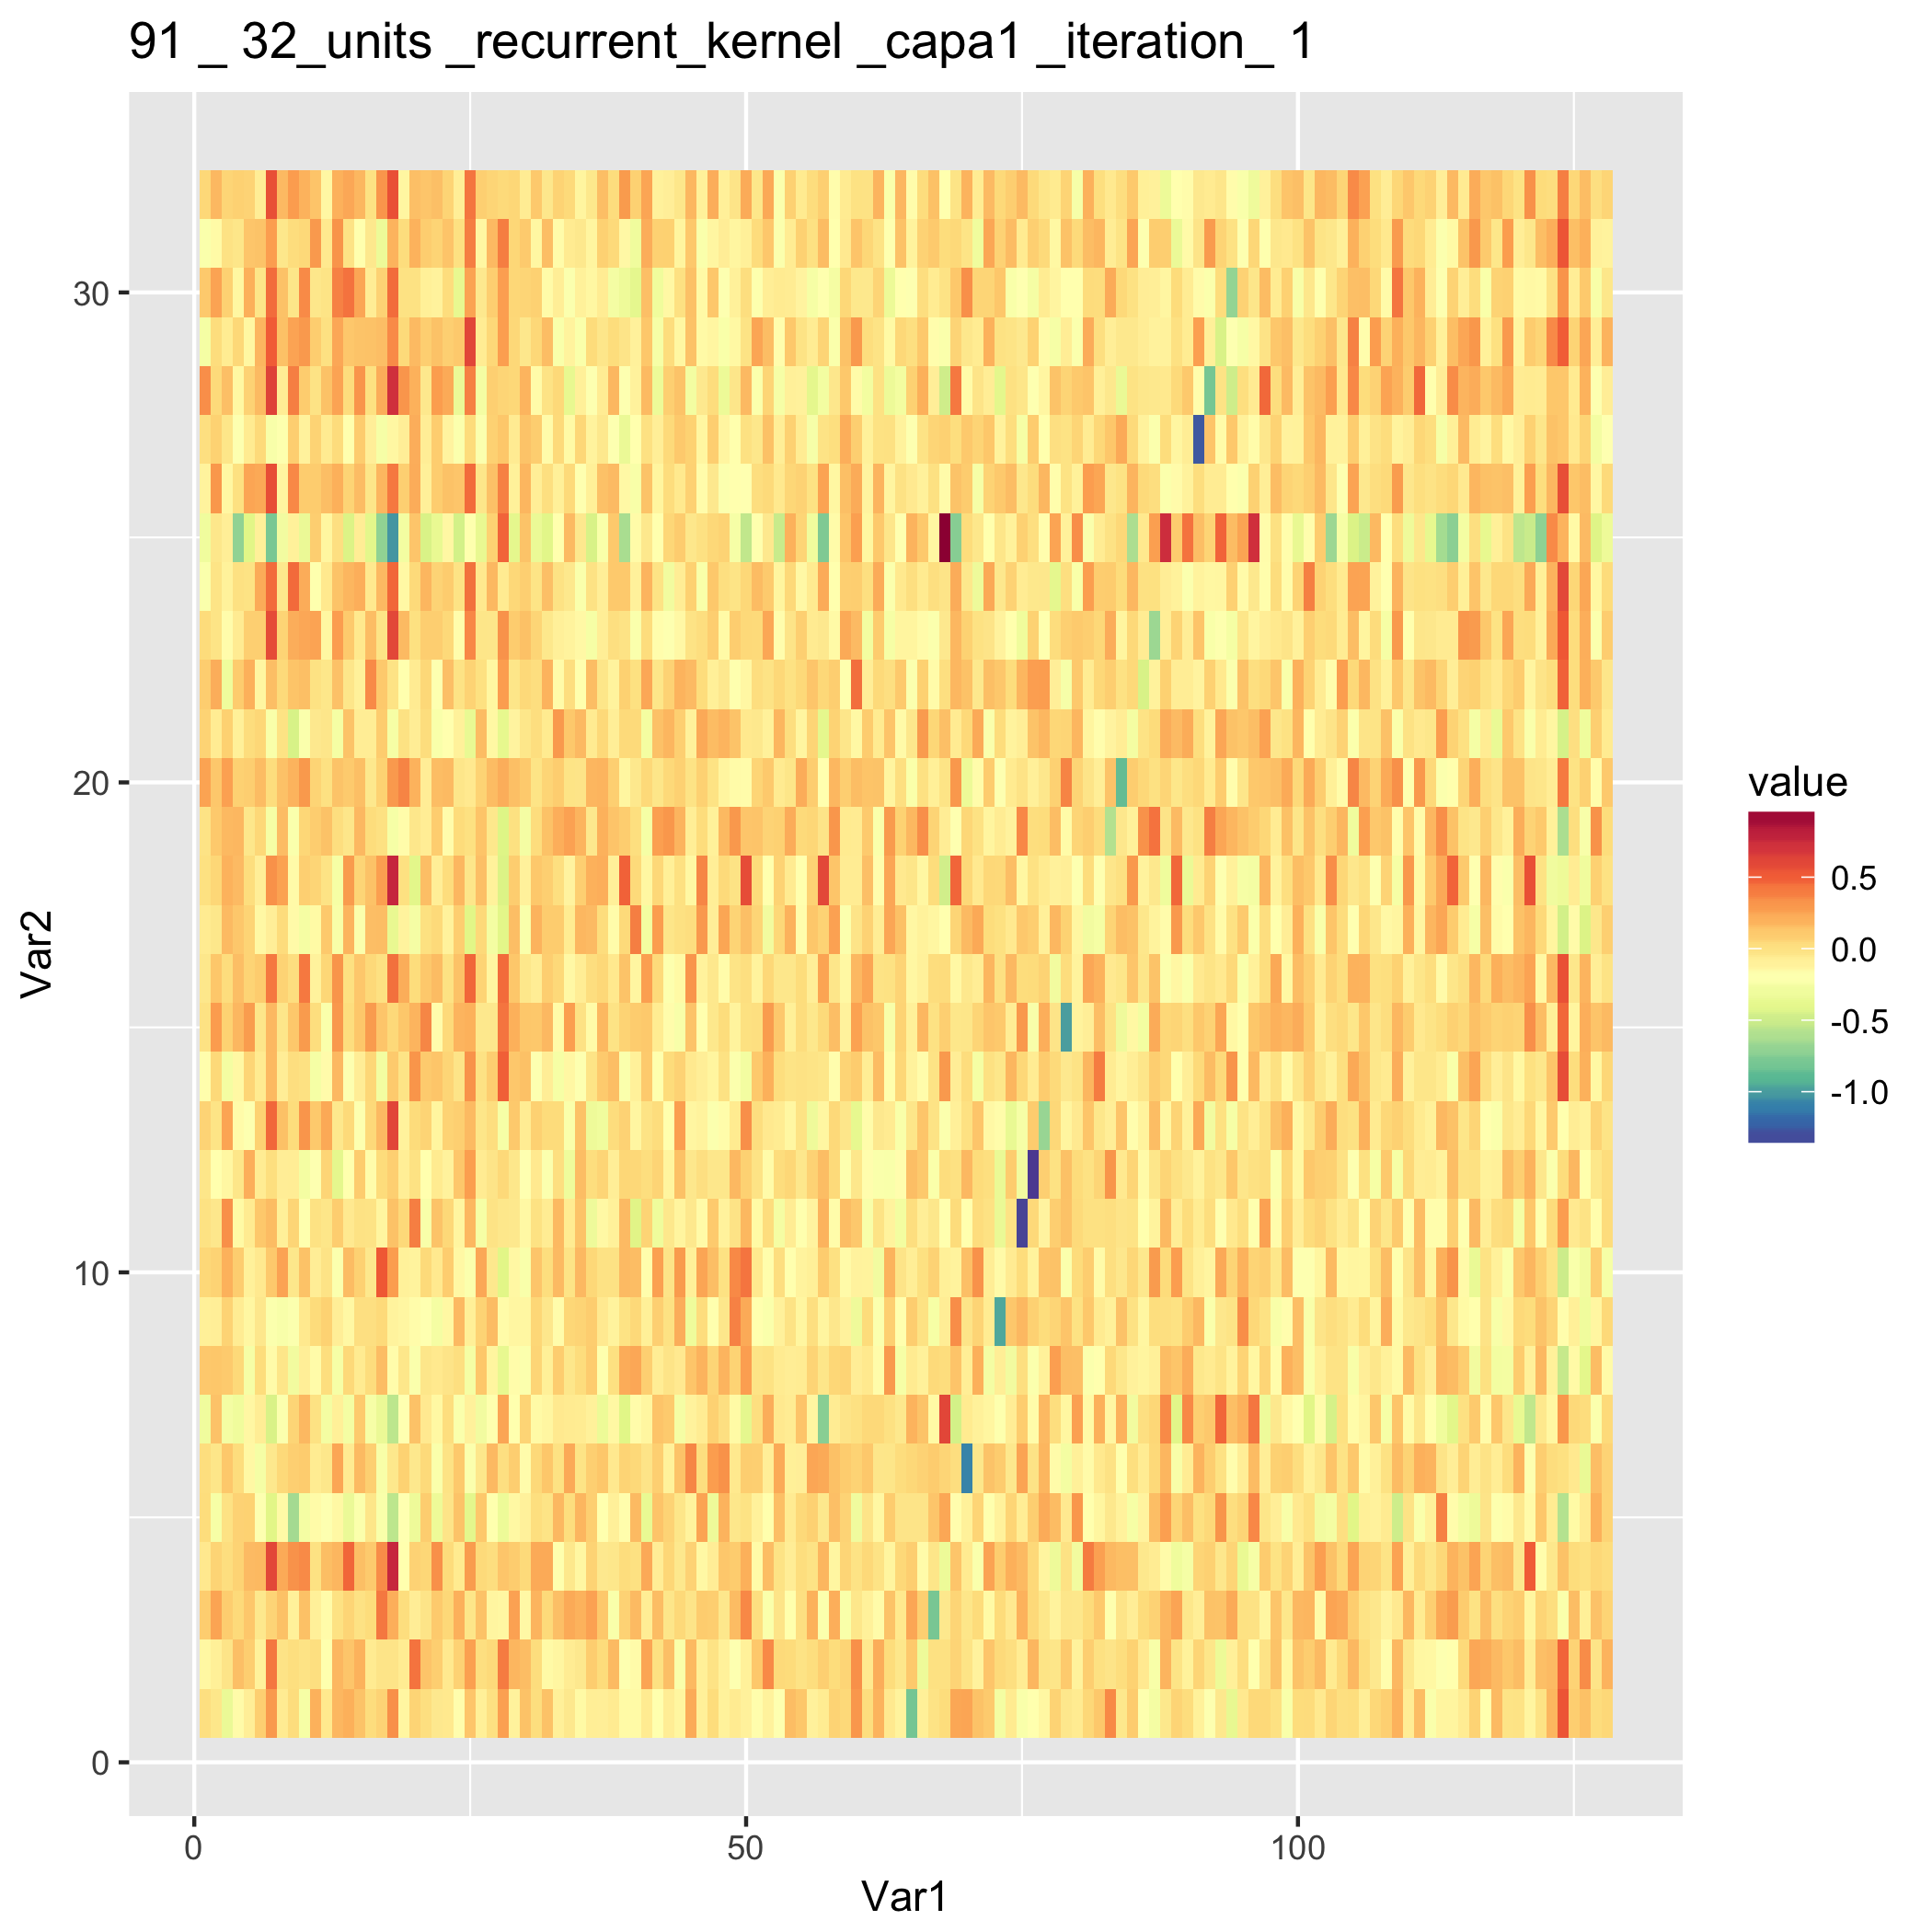 91 _ 32_units _recurrent_kernel _capa1 _iteration_ 1
30
20
10
0
Var2
0
50
100
Var1
value
0.5
0.0
-0.5
-1.0